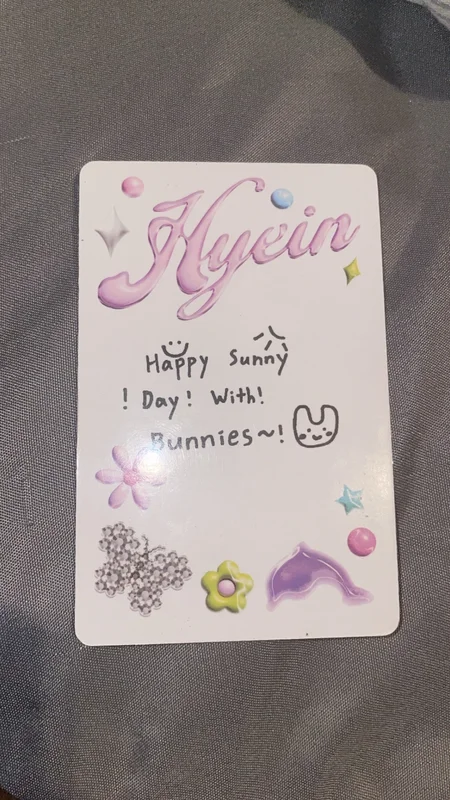 Hyein
Happy Sunny
! Day! With!
Bunnies~!